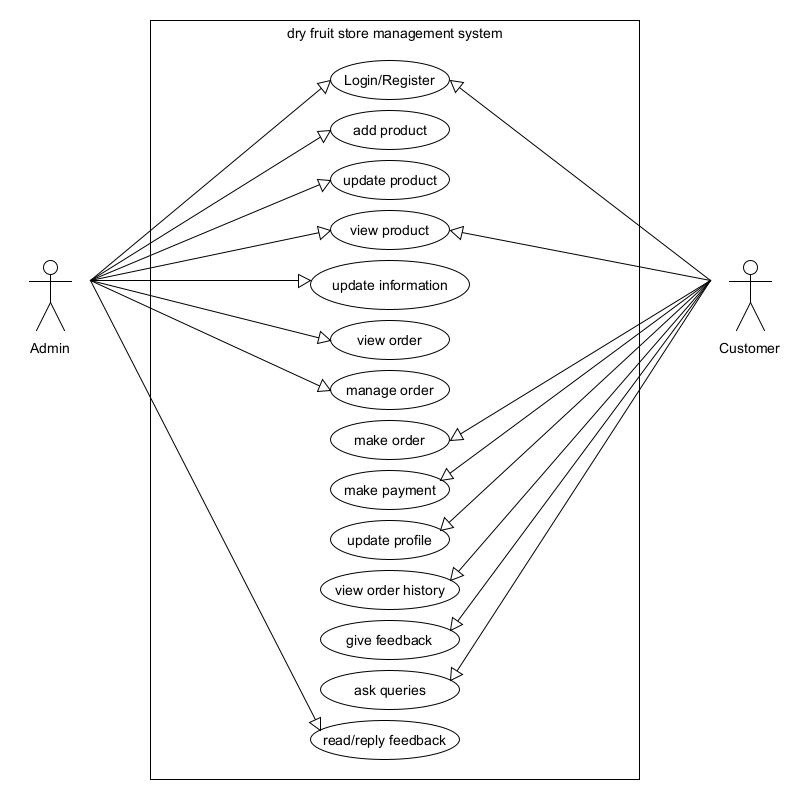 dry fruit store management system
Login/Register
add product
update product
view product
update information
view order
Admin
Customer
manage order
make order
make payment
update profile
view order history
give feedback
ask queries
read/reply feedback